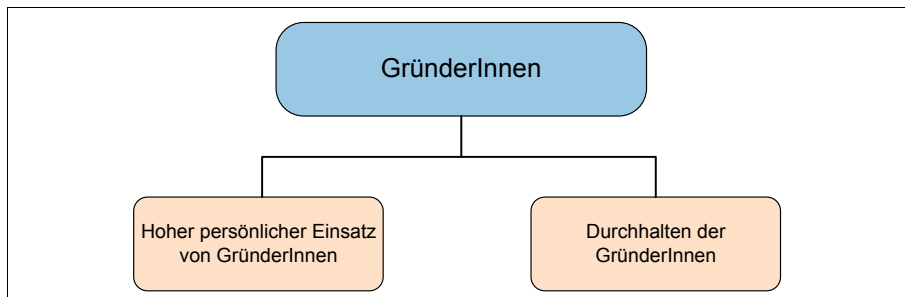 GründerInnen
Hoher persönlicher Einsatz
von GründerInnen
Durchhalten der
GründerInnen